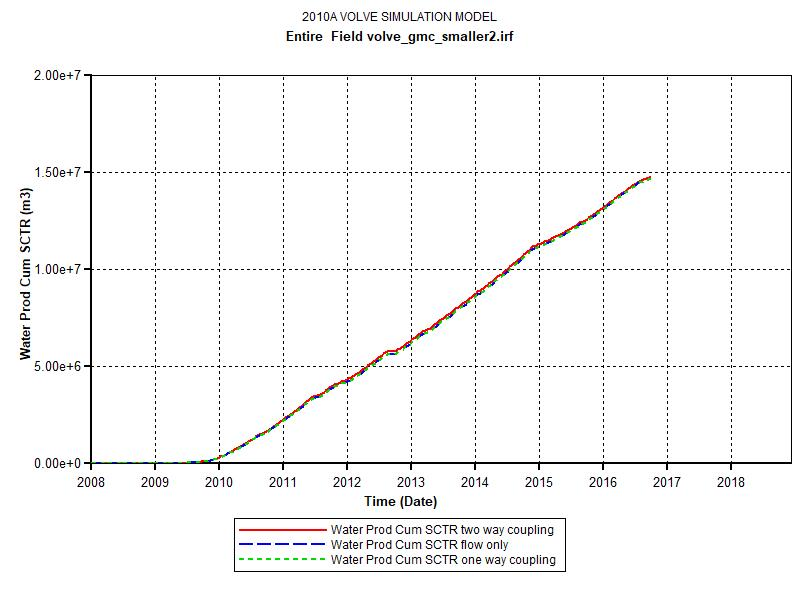 2010A VOLVE SIMULATION MODEL
Entire Field volve_gmc_smaller2.irf
2.00e+7
1.50e+7
1.00e+7
5.00e+6
0.00e+0
Water Prod Cum SCTR (m3)
2008 2009 2010 2011 2012 2013 2014 2015 2016 2017 2018
Time (Date)
Water Prod Cum SCTR two way coupling
Water Prod Cum SCTR flow only
Water Prod Cum SCTR one way coupling